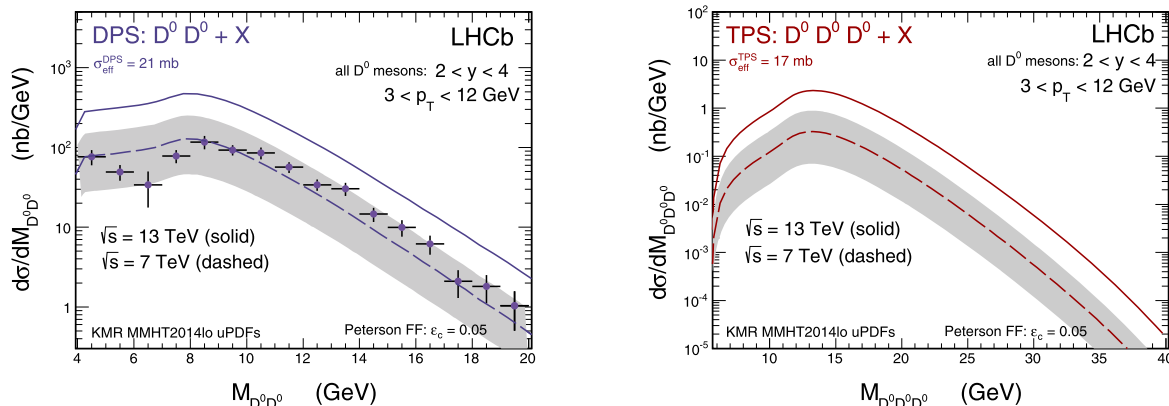 DPS: D⁰ D⁰ + X
LHCb
σ_eff^DPS = 21 mb
all D⁰ mesons: 2 < y < 4
3 < p_T < 12 GeV
√s = 13 TeV (solid)
√s = 7 TeV (dashed)
KMR MMHT2014lo uPDFs
Peterson FF: ε_c = 0.05
dσ/dM_D⁰D⁰ (nb/GeV)
10³
10²
10
1
4 6 8 10 12 14 16 18 20
M_D⁰D⁰ (GeV)
TPS: D⁰ D⁰ D⁰ + X
LHCb
σ_eff^TPS = 17 mb
all D⁰ mesons: 2 < y < 4
3 < p_T < 12 GeV
√s = 13 TeV (solid)
√s = 7 TeV (dashed)
KMR MMHT2014lo uPDFs
Peterson FF: ε_c = 0.05
dσ/dM_D⁰D⁰D⁰ (nb/GeV)
10²
10
1
10⁻¹
10⁻²
10⁻³
10⁻⁴
10⁻⁵
10 15 20 25 30 35 40
M_D⁰D⁰D⁰ (GeV)